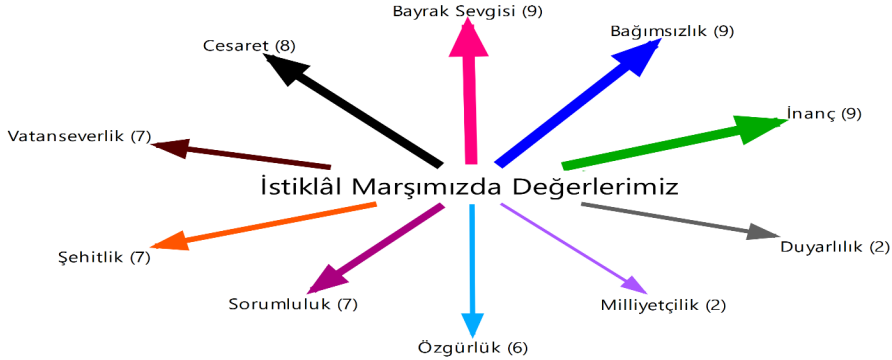 Bayrak Sevgisi (9)
Cesaret (8)
Bağımsızlık (9)
Vatanseverlik (7)
İnanç (9)
İstiklâl Marşımızda Değerlerimiz
Şehitlik (7)
Duyarlılık (2)
Sorumluluk (7)
Milliyetçilik (2)
Özgürlük (6)